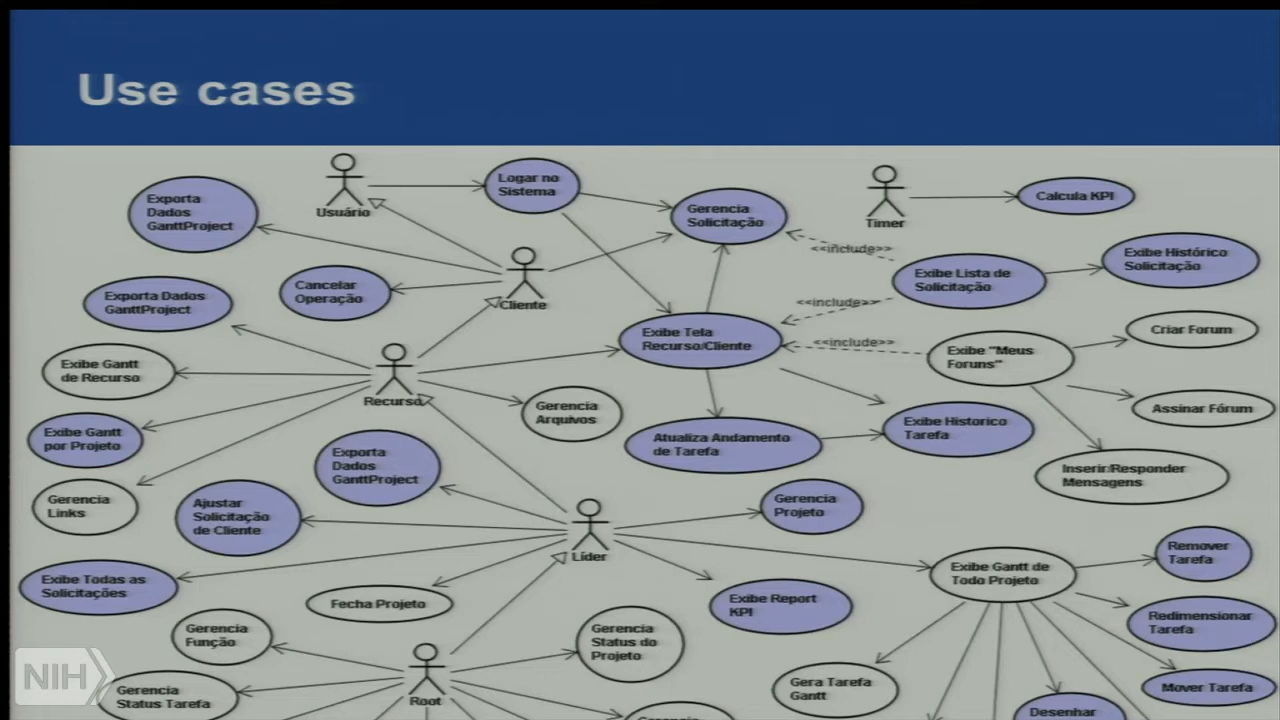 Use cases
Exporta
Dados
GanttProject
Usuário
Logar no
Sistema
Gerencia
Solicitação
Timer
Calcula KPI
<<include>>
Exibe Histórico
Solicitação
Exporta Dados
GanttProject
Cancelar
Operação
Cliente
Exibe Lista de
Solicitação
<<include>>
Exibe Tela
Recurso/Cliente
<<include>>
Exibe "Meus
Foruns"
Criar Forum
Exibe Gantt
de Recurso
Recurso
Gerencia
Arquivos
Assinar Fórum
Exibe Gantt
por Projeto
Exporta
Dados
GanttProject
Atualiza Andamento
de Tarefa
Exibe Historico
Tarefa
Inserir/Responder
Mensagens
Gerencia
Links
Ajustar
Solicitação
de Cliente
Líder
Gerencia
Projeto
Exibe Todas as
Solicitações
Fecha Projeto
Exibe Report
KPI
Exibe Gantt de
Todo Projeto
Remover
Tarefa
Redimensionar
Tarefa
Gerencia
Função
Gerencia
Status do
Projeto
NIH
Gerencia
Status Tarefa
Root
Gera Tarefa
Gantt
Mover Tarefa
Desenhar